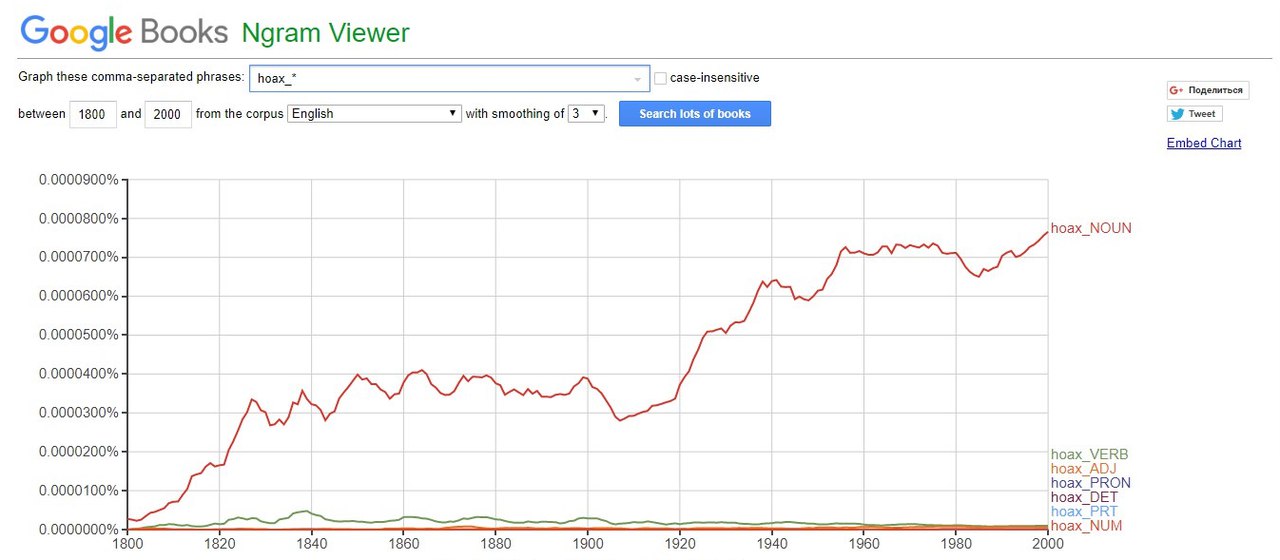 Google Books Ngram Viewer
Graph these comma-separated phrases: hoax_* case-insensitive
between 1800 and 2000 from the corpus English with smoothing of 3 . Search lots of books
G+ Поделиться
Tweet
Embed Chart
0.0000900%
0.0000800%
hoax_NOUN
0.0000700%
0.0000600%
0.0000500%
0.0000400%
0.0000300%
0.0000200%
hoax_VERB
hoax_ADJ
hoax_PRON
0.0000100%
hoax_DET
hoax_PRT
hoax_NUM
0.0000000%
1800 1820 1840 1860 1880 1900 1920 1940 1960 1980 2000